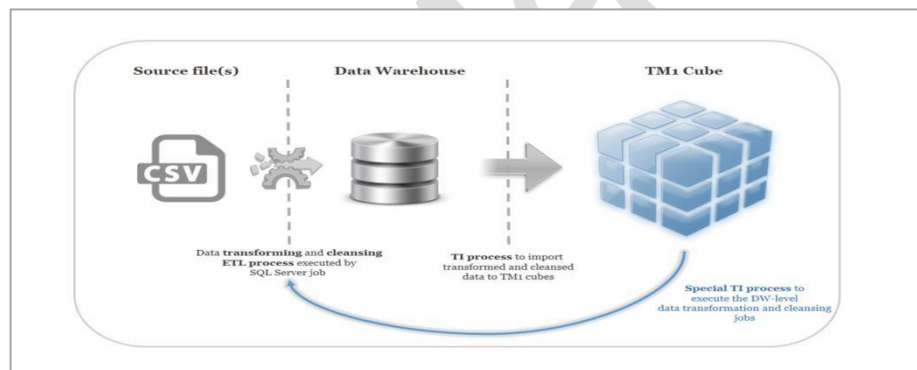 Source file(s)
Data Warehouse
TM1 Cube
CSV
Data transforming and cleansing
ETL process executed by
SQL Server job
TI process to import
transformed and cleansed
data to TM1 cubes
Special TI process to
execute the DW-level
data transformation and cleansing
jobs